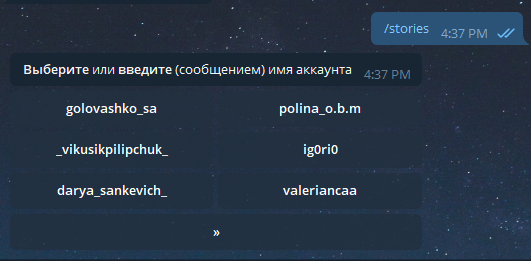 /stories 4:37 PM
Выберите или введите (сообщением) имя аккаунта 4:37 PM
golovashko_sa polina_o.b.m
_vikusikpilipchuk_ ig0ri0
darya_sankevich_ valeriancaa
»